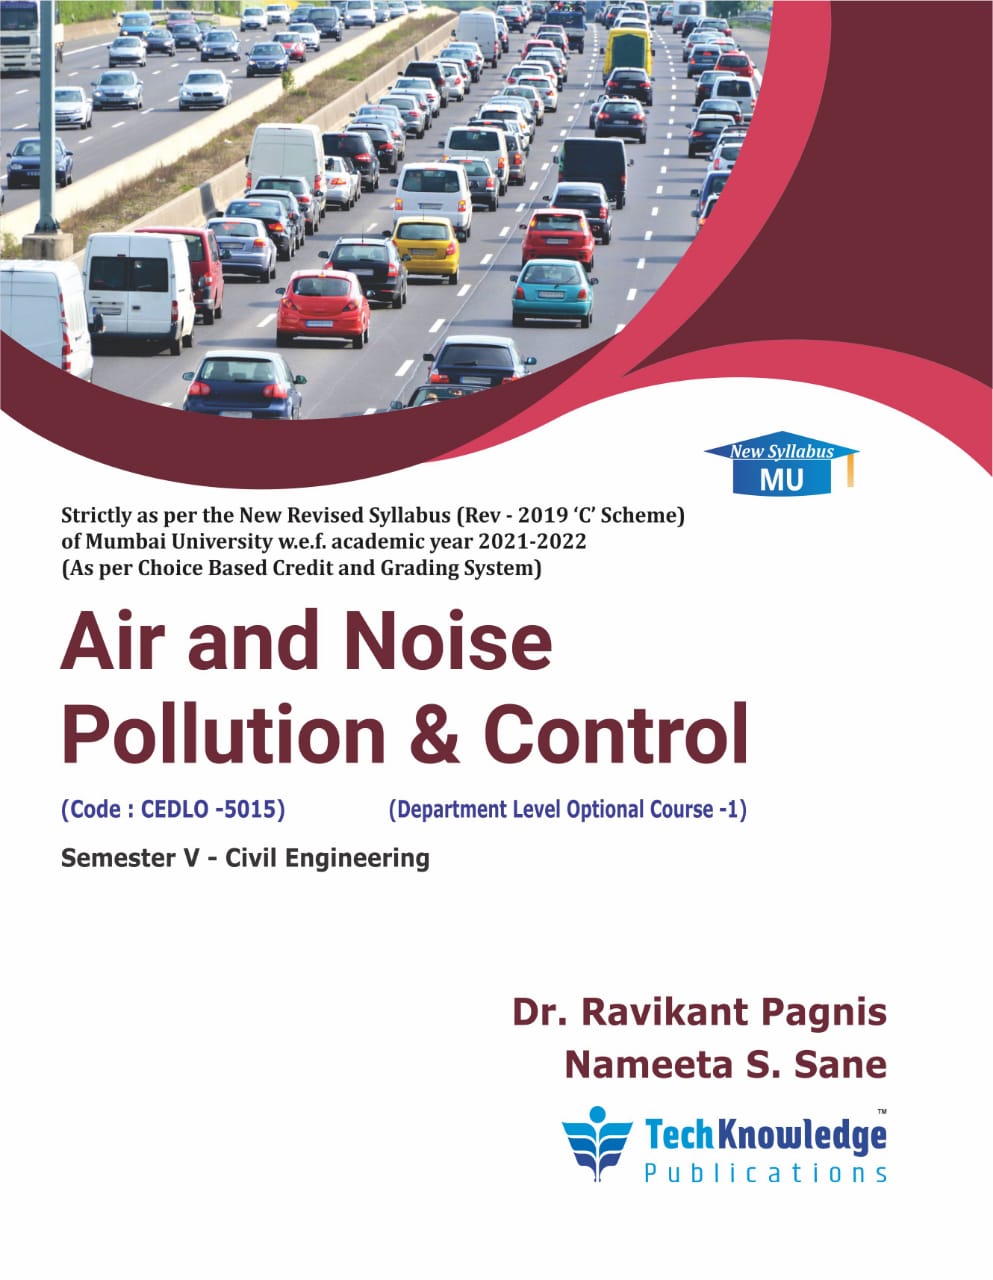 New Syllabus
MU
Strictly as per the New Revised Syllabus (Rev - 2019 ‘C’ Scheme)
of Mumbai University w.e.f. academic year 2021-2022
(As per Choice Based Credit and Grading System)
Air and Noise
Pollution & Control
(Code : CEDLO -5015) (Department Level Optional Course -1)
Semester V - Civil Engineering
Dr. Ravikant Pagnis
Nameeta S. Sane
TechKnowledge™
Publications